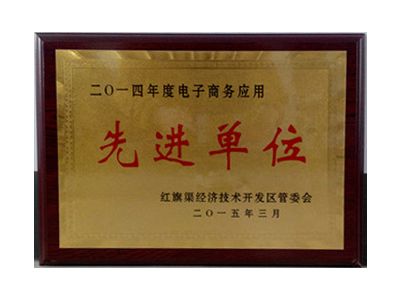 二〇一四年度电子商务应用
先进单位
红旗渠经济技术开发区管委会
二〇一五年三月